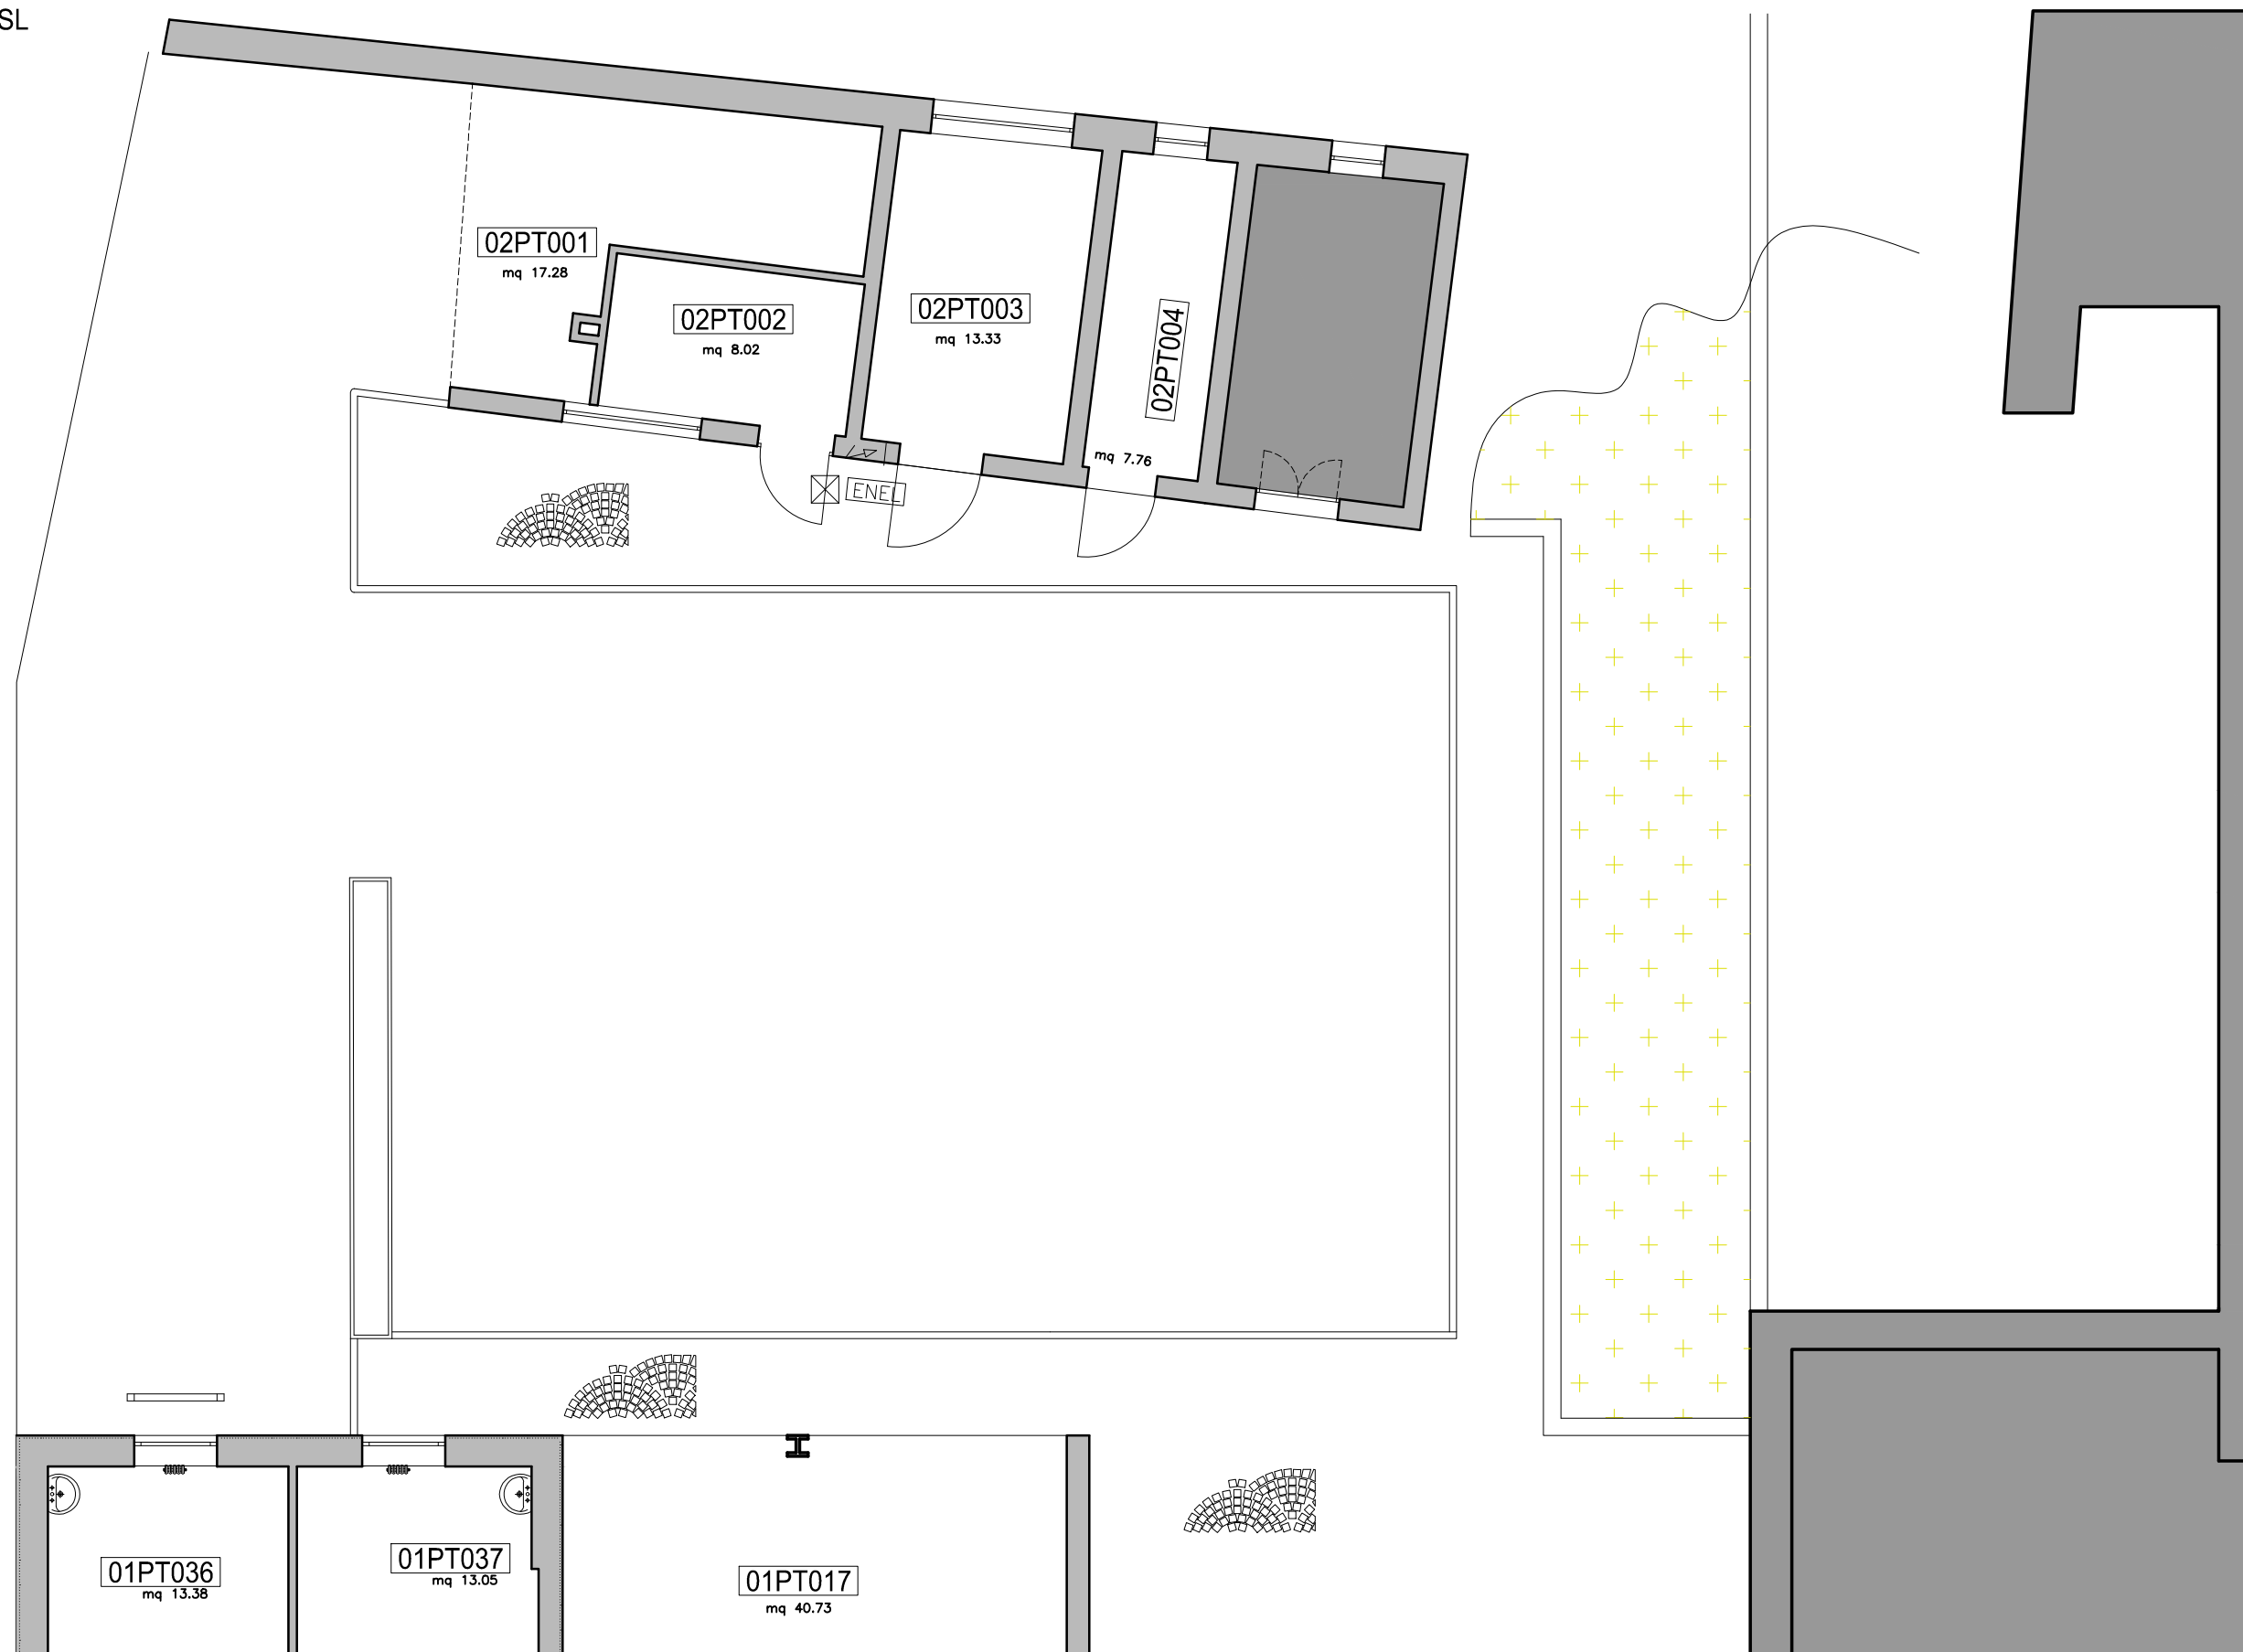 SL
02PT001
mq 17.28
02PT002
mq 8.02
02PT003
mq 13.33
02PT004
mq 7.76
ENEL
01PT036
mq 13.38
01PT037
mq 13.05
01PT017
mq 40.73